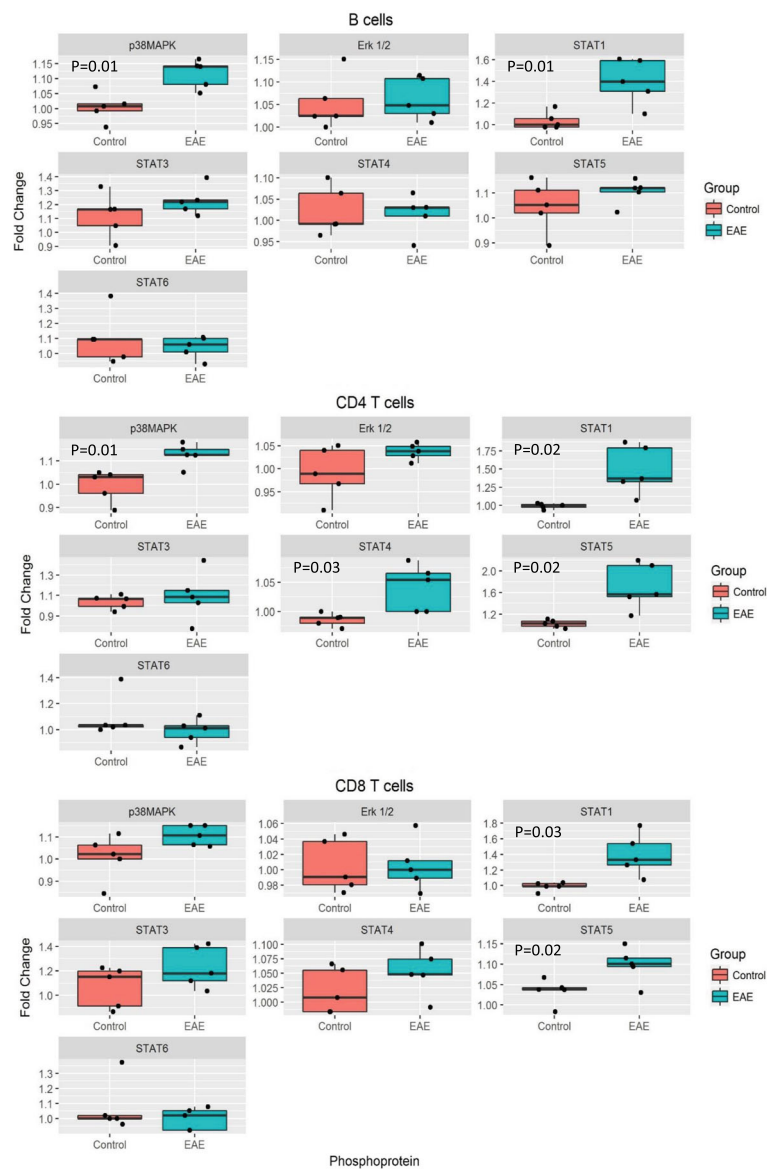 B cells
p38MAPK Erk 1/2 STAT1
P=0.01 P=0.01
1.15 1.15 1.6
1.10 1.10 1.4
1.05 1.05 1.2
1.00 1.00 1.0
0.95
Control EAE Control EAE Control EAE
STAT3 STAT4 STAT5
1.4 1.10 1.1
1.3 1.05 1.0
1.2 1.00 0.9
1.1 0.95
1.0
0.9
Control EAE Control EAE Control EAE
Fold Change
Group
Control
EAE
STAT6
1.4
1.3
1.2
1.1
1.0
Control EAE
CD4 T cells
p38MAPK Erk 1/2 STAT1
P=0.01 P=0.02
1.1 1.05 1.75
1.0 1.00 1.50
0.9 0.95 1.25
1.00
Control EAE Control EAE Control EAE
STAT3 STAT4 STAT5
P=0.03 P=0.02
1.3 1.05 2.0
1.1 1.00 1.6
0.9 1.2
Control EAE Control EAE Control EAE
Fold Change
Group
Control
EAE
STAT6
1.4
1.2
1.0
Control EAE
CD8 T cells
p38MAPK Erk 1/2 STAT1
P=0.03
1.1 1.06 1.8
1.0 1.04 1.6
0.9 1.02 1.4
1.00 1.2
0.98 1.0
Control EAE Control EAE Control EAE
STAT3 STAT4 STAT5
P=0.02
1.4 1.100 1.15
1.2 1.075 1.10
1.0 1.050 1.05
1.025 1.00
1.000
Control EAE Control EAE Control EAE
Fold Change
Group
Control
EAE
STAT6
1.3
1.2
1.1
1.0
Control EAE
Phosphoprotein